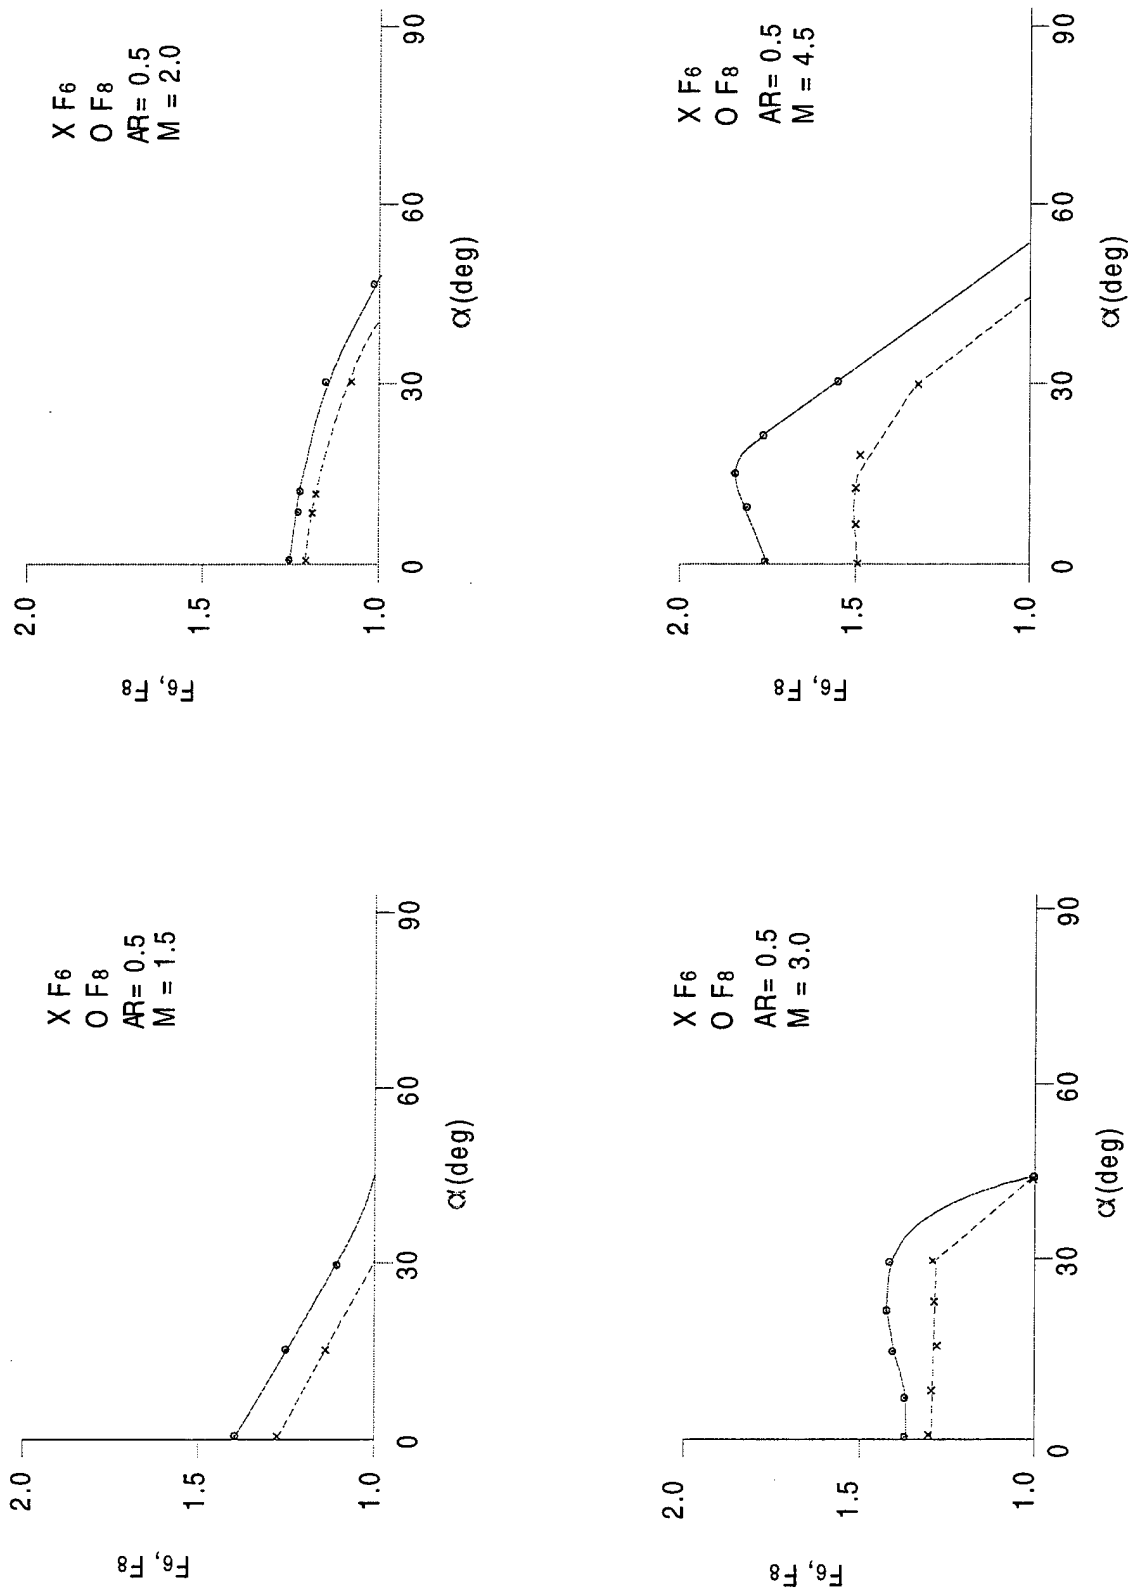 2.0
1.5
1.0
F6, F8
0
30
60
90
α(deg)
X F6
O F8
AR= 0.5
M = 1.5
2.0
1.5
1.0
F6, F8
0
30
60
90
α(deg)
X F6
O F8
AR= 0.5
M = 2.0
2.0
1.5
1.0
F6, F8
0
30
60
90
α(deg)
X F6
O F8
AR= 0.5
M = 3.0
2.0
1.5
1.0
F6, F8
0
30
60
90
α(deg)
X F6
O F8
AR= 0.5
M = 4.5